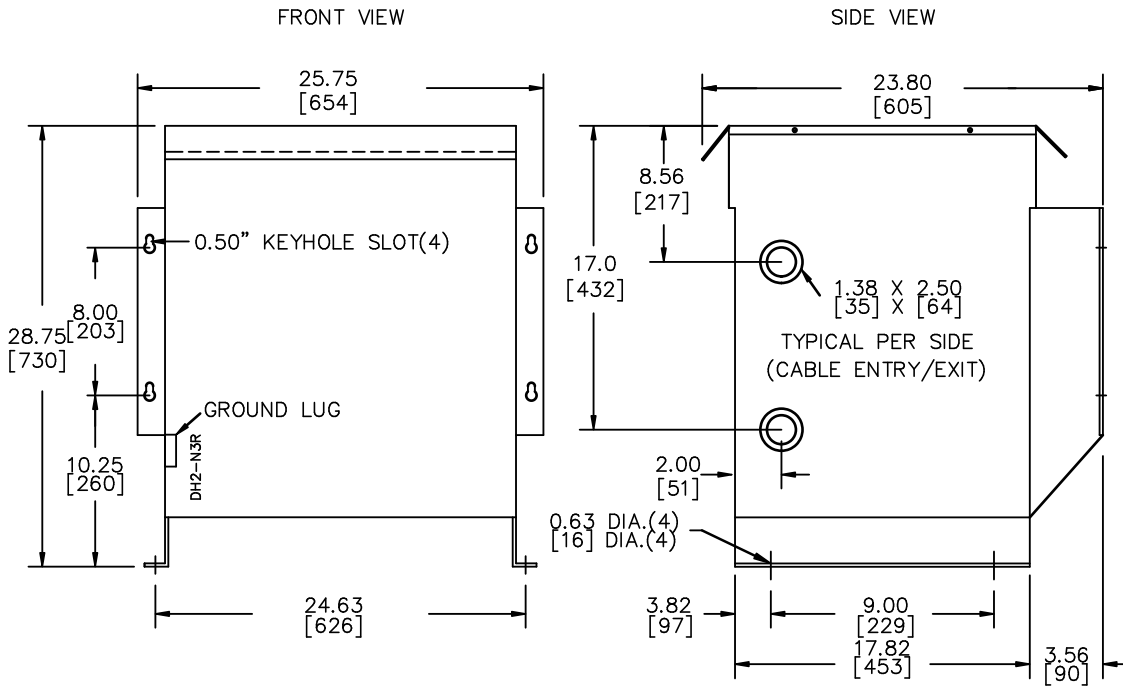 FRONT VIEW
SIDE VIEW
25.75
[654]
23.80
[605]
8.56
[217]
0.50” KEYHOLE SLOT(4)
17.0
[432]
1.38 X 2.50
[35] X [64]
8.00
[203]
28.75
[730]
TYPICAL PER SIDE
(CABLE ENTRY/EXIT)
GROUND LUG
DH2-N3R
10.25
[260]
2.00
[51]
0.63 DIA.(4)
[16] DIA.(4)
24.63
[626]
3.82
[97]
9.00
[229]
17.82
[453]
3.56
[90]